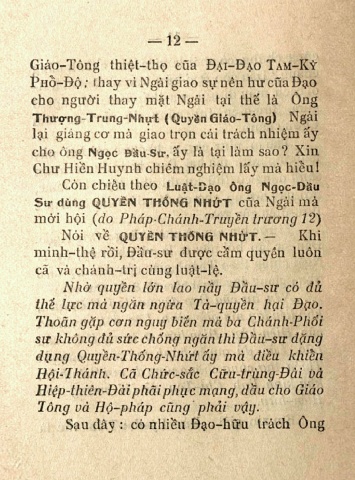 — 12 —
Giáo-Tông thiệt-thọ của ĐẠI-ĐẠO TAM-KỲ
PHỔ-ĐỘ; thay vì Ngài giao sự nên hư của Đạo
cho người thay mặt Ngài tại thế là Ông
Thượng-Trung-Nhựt (Quyền Giáo-Tông) Ngài
lại giáng cơ mà giao trọn cái trách nhiệm ấy
cho ông Ngọc Đầu-Sư, ấy là tại làm sao? Xin
Chư Hiền Huynh chiêm nghiệm lấy mà hiểu!
Còn chiếu theo Luật-Đạo ông Ngọc-Đầu
Sư dùng QUYỀN THỐNG NHỨT của Ngài mà
mời hội (do Pháp-Chánh-Truyền trương 12)
Nói về QUYỀN THỐNG NHỨT. — Khi
minh-thệ rồi, Đầu-sư được cầm quyền luôn
cã và chánh-trị cùng luật-lệ.
Nhờ quyền lớn lao nầy Đầu-sư có đủ
thế lực mà ngăn ngừa Tà-quyền hại Đạo.
Thoãn gặp cơn nguy biến mà ba Chánh-Phối
sư không đủ sức chống ngăn thì Đầu-sư dặng
dụng Quyền-Thống-Nhứt ấy mà điều khiển
Hội-Thánh. Cã Chức-sắc Cữu-trùng-Đài và
Hiệp-thiên-Đài phãi phục mạng, dầu cho Giáo
Tông và Hộ-pháp cũng phải vậy.
Sau đây : có nhiều Đạo-hữu trách Ông